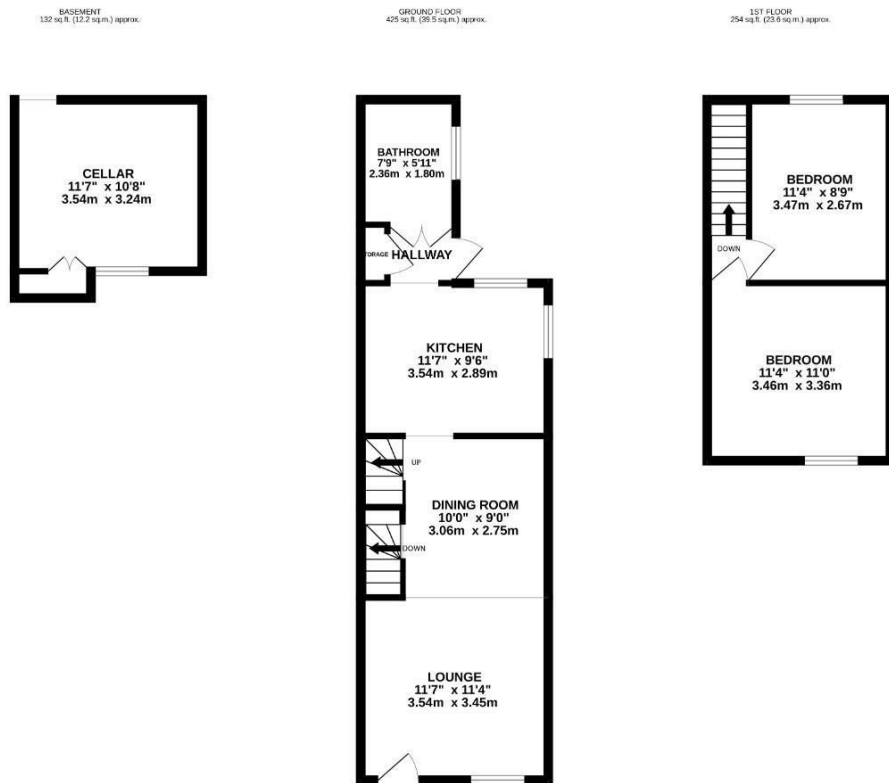 BASEMENT
132 sq.ft. (12.2 sq.m.) approx.
CELLAR
11'7" x 10'8"
3.54m x 3.24m
GROUND FLOOR
425 sq.ft. (39.5 sq.m.) approx.
BATHROOM
7'9" x 5'11"
2.36m x 1.80m
TORAGE
HALLWAY
KITCHEN
11'7" x 9'6"
3.54m x 2.89m
UP
DINING ROOM
10'0" x 9'0"
3.06m x 2.75m
DOWN
LOUNGE
11'7" x 11'4"
3.54m x 3.45m
1ST FLOOR
254 sq.ft. (23.6 sq.m.) approx.
BEDROOM
11'4" x 8'9"
3.47m x 2.67m
DOWN
BEDROOM
11'4" x 11'0"
3.46m x 3.36m